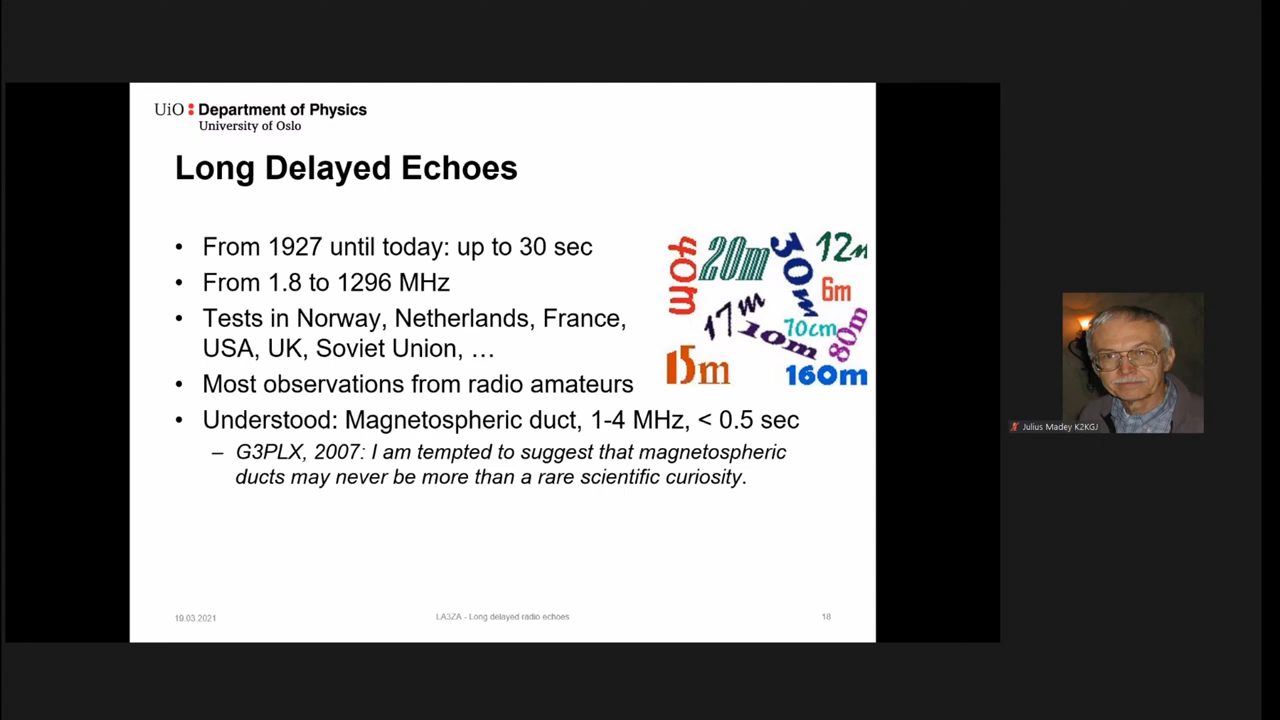 UiO : Department of Physics
University of Oslo
Long Delayed Echoes
• From 1927 until today: up to 30 sec
• From 1.8 to 1296 MHz
• Tests in Norway, Netherlands, France,
USA, UK, Soviet Union, …
• Most observations from radio amateurs
• Understood: Magnetospheric duct, 1-4 MHz, < 0.5 sec
– G3PLX, 2007: I am tempted to suggest that magnetospheric
ducts may never be more than a rare scientific curiosity.
40m
20m
30m
12m
6m
17m
10m
70cm
80m
15m
160m
Julius Madey K2KGJ
19.03.2021
LA3ZA - Long delayed radio echoes
18